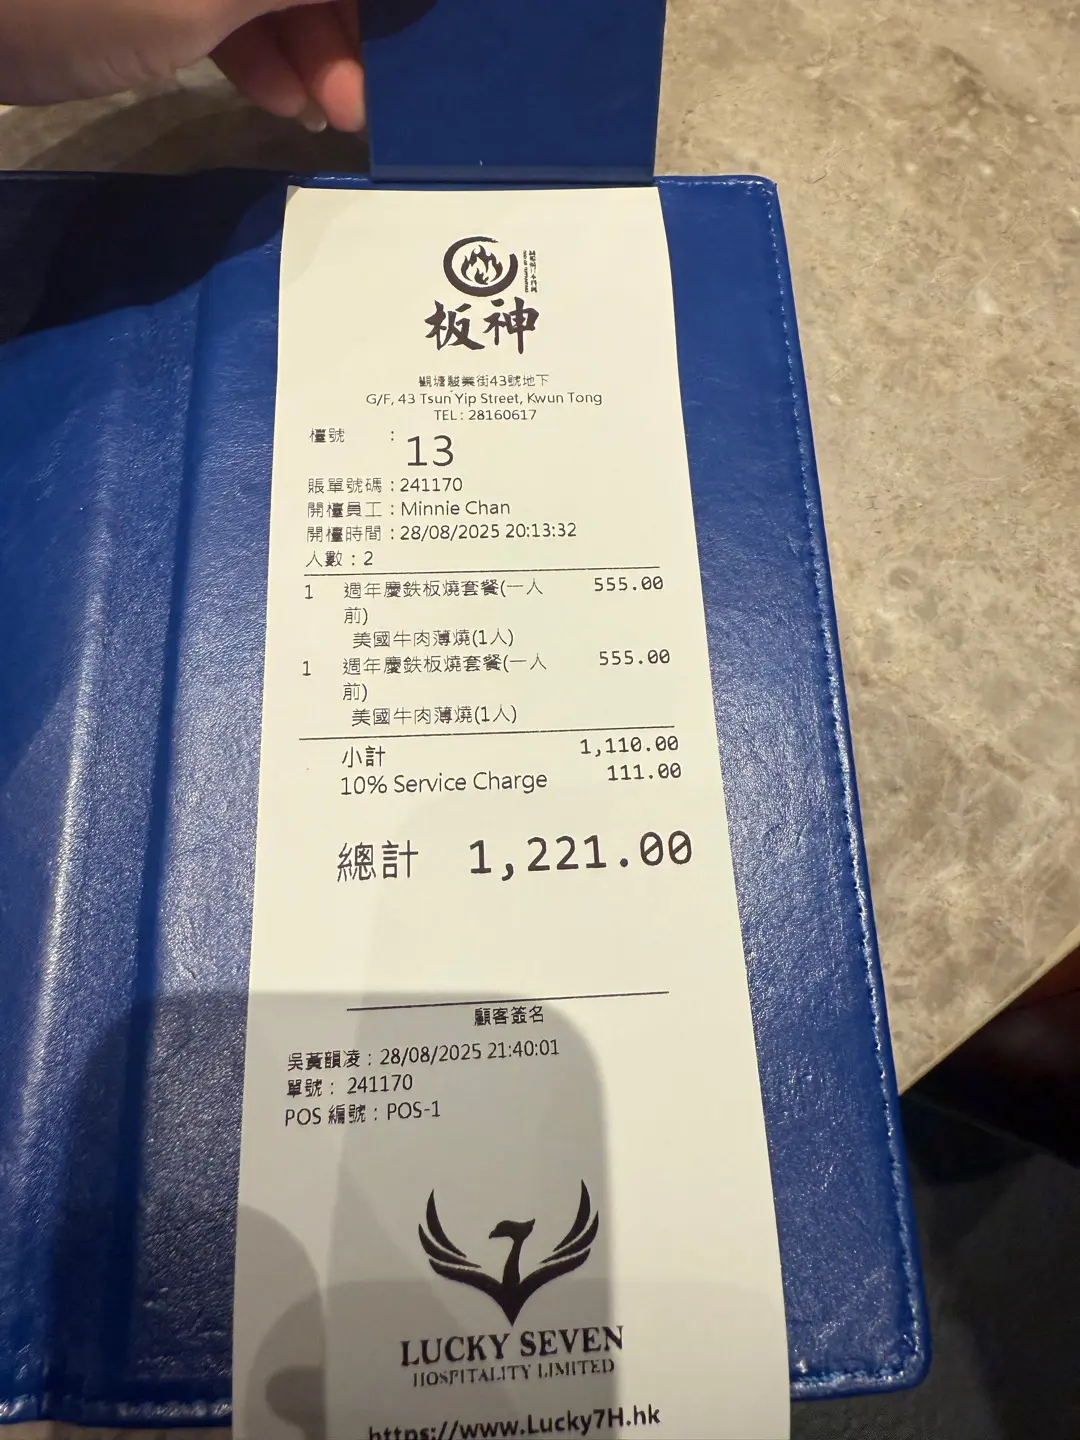 板神
觀塘駿業街43號地下
G/F, 43 Tsun Yip Street, Kwun Tong
TEL : 28160617
檯號 : 13
賬單號碼 : 241170
開檯員工 : Minnie Chan
開檯時間 : 28/08/2025 20:13:32
人數 : 2
1 週年慶鉄板燒套餐(一人 555.00
前)
美國牛肉薄燒(1人)
1 週年慶鉄板燒套餐(一人 555.00
前)
美國牛肉薄燒(1人)
小計 1,110.00
10% Service Charge 111.00
總計 1,221.00
顧客簽名
吳黃韻凌 : 28/08/2025 21:40:01
單號 : 241170
POS 編號 : POS-1
LUCKY SEVEN
HOSPITALITY LIMITED
https://www.Lucky7H.hk